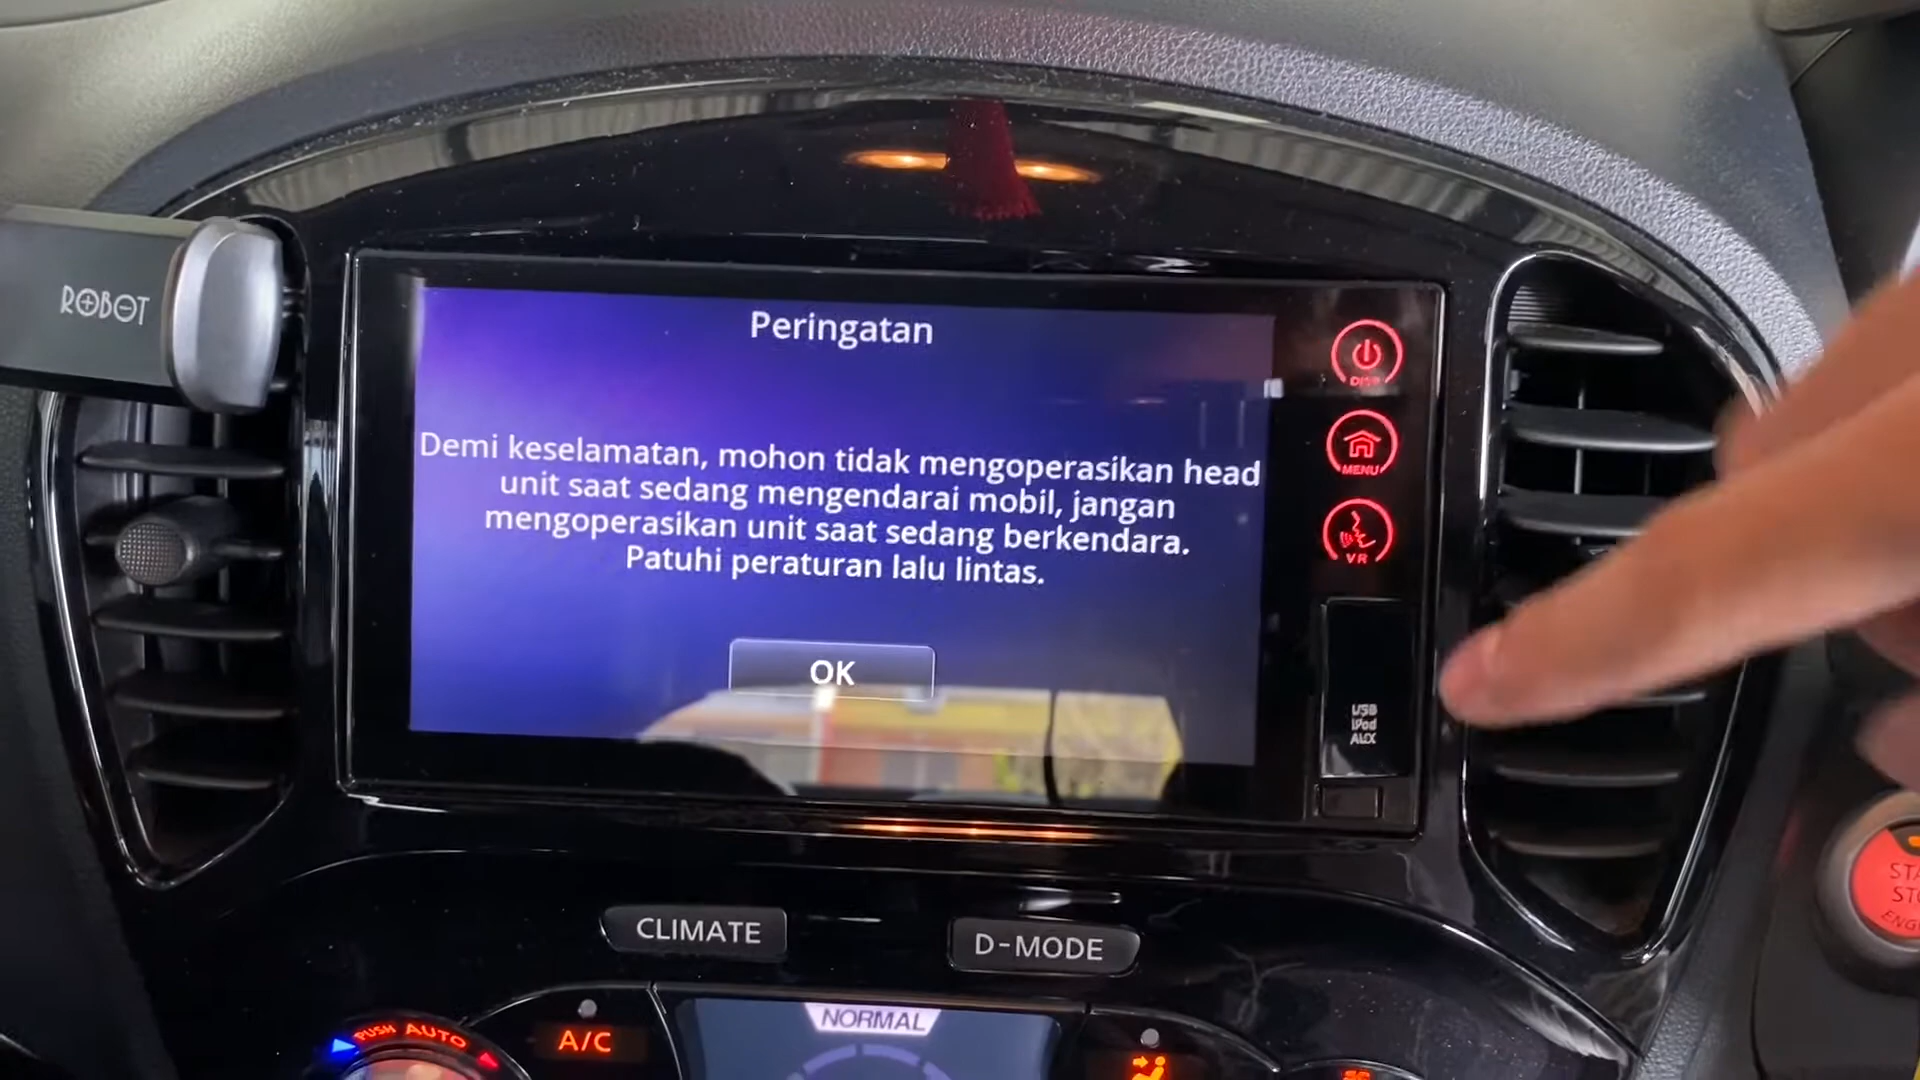 ROBOT
Peringatan
Demi keselamatan, mohon tidak mengoperasikan head
unit saat sedang mengendarai mobil, jangan
mengoperasikan unit saat sedang berkendara.
Patuhi peraturan lalu lintas.
OK
DISP
MENU
VR
USB
iPod
AUX
CLIMATE
D-MODE
PUSH AUTO
A/C
NORMAL